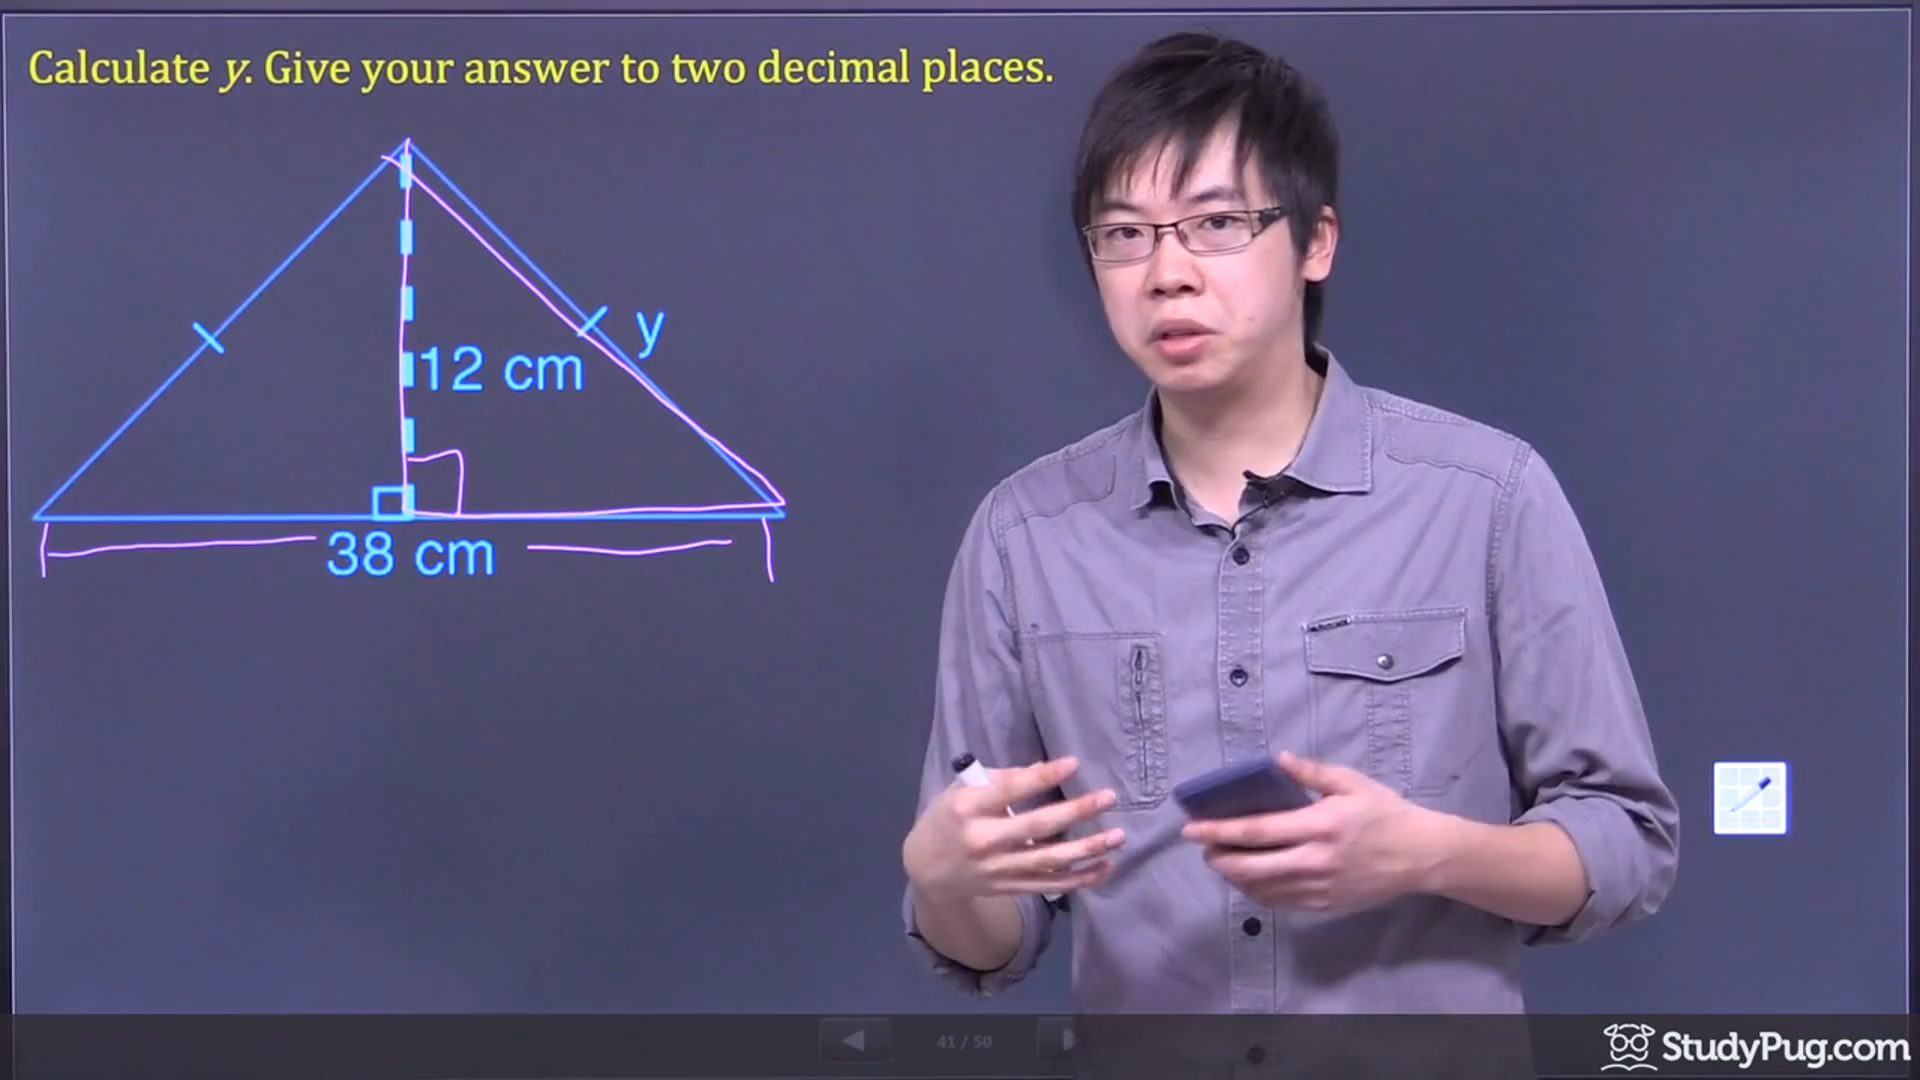 Calculate y. Give your answer to two decimal places.
y
12 cm
38 cm
41 / 50
StudyPug.com